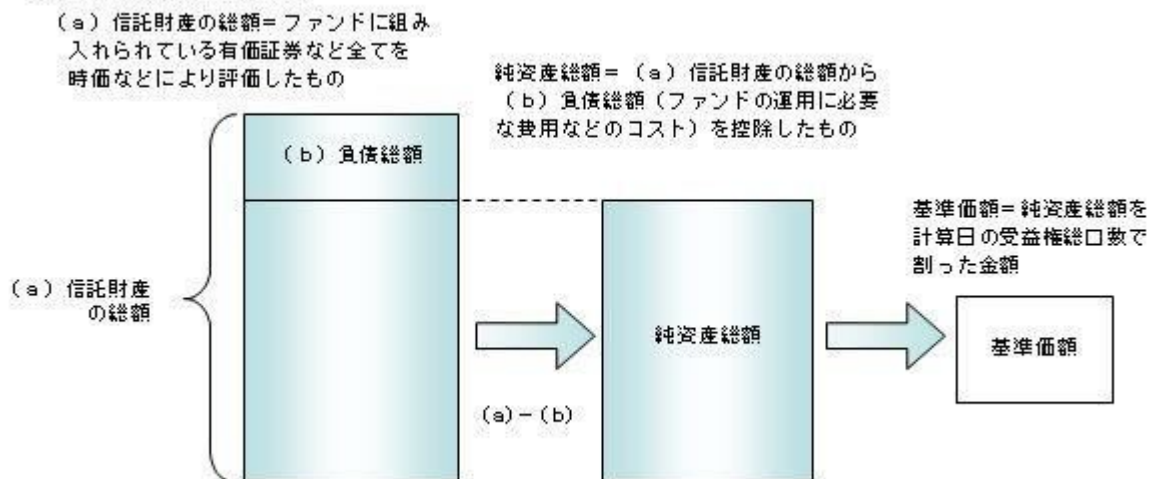 （a）信託財産の総額＝ファンドに組み
入れられている有価証券など全てを
時価などにより評価したもの
純資産総額＝（a）信託財産の総額から
（b）負債総額（ファンドの運用に必要
な費用などのコスト）を控除したもの
（b）負債総額
基準価額＝純資産総額を
計算日の受益権総口数で
割った金額
（a）信託財産
の総額
純資産総額
基準価額
（a）－（b）